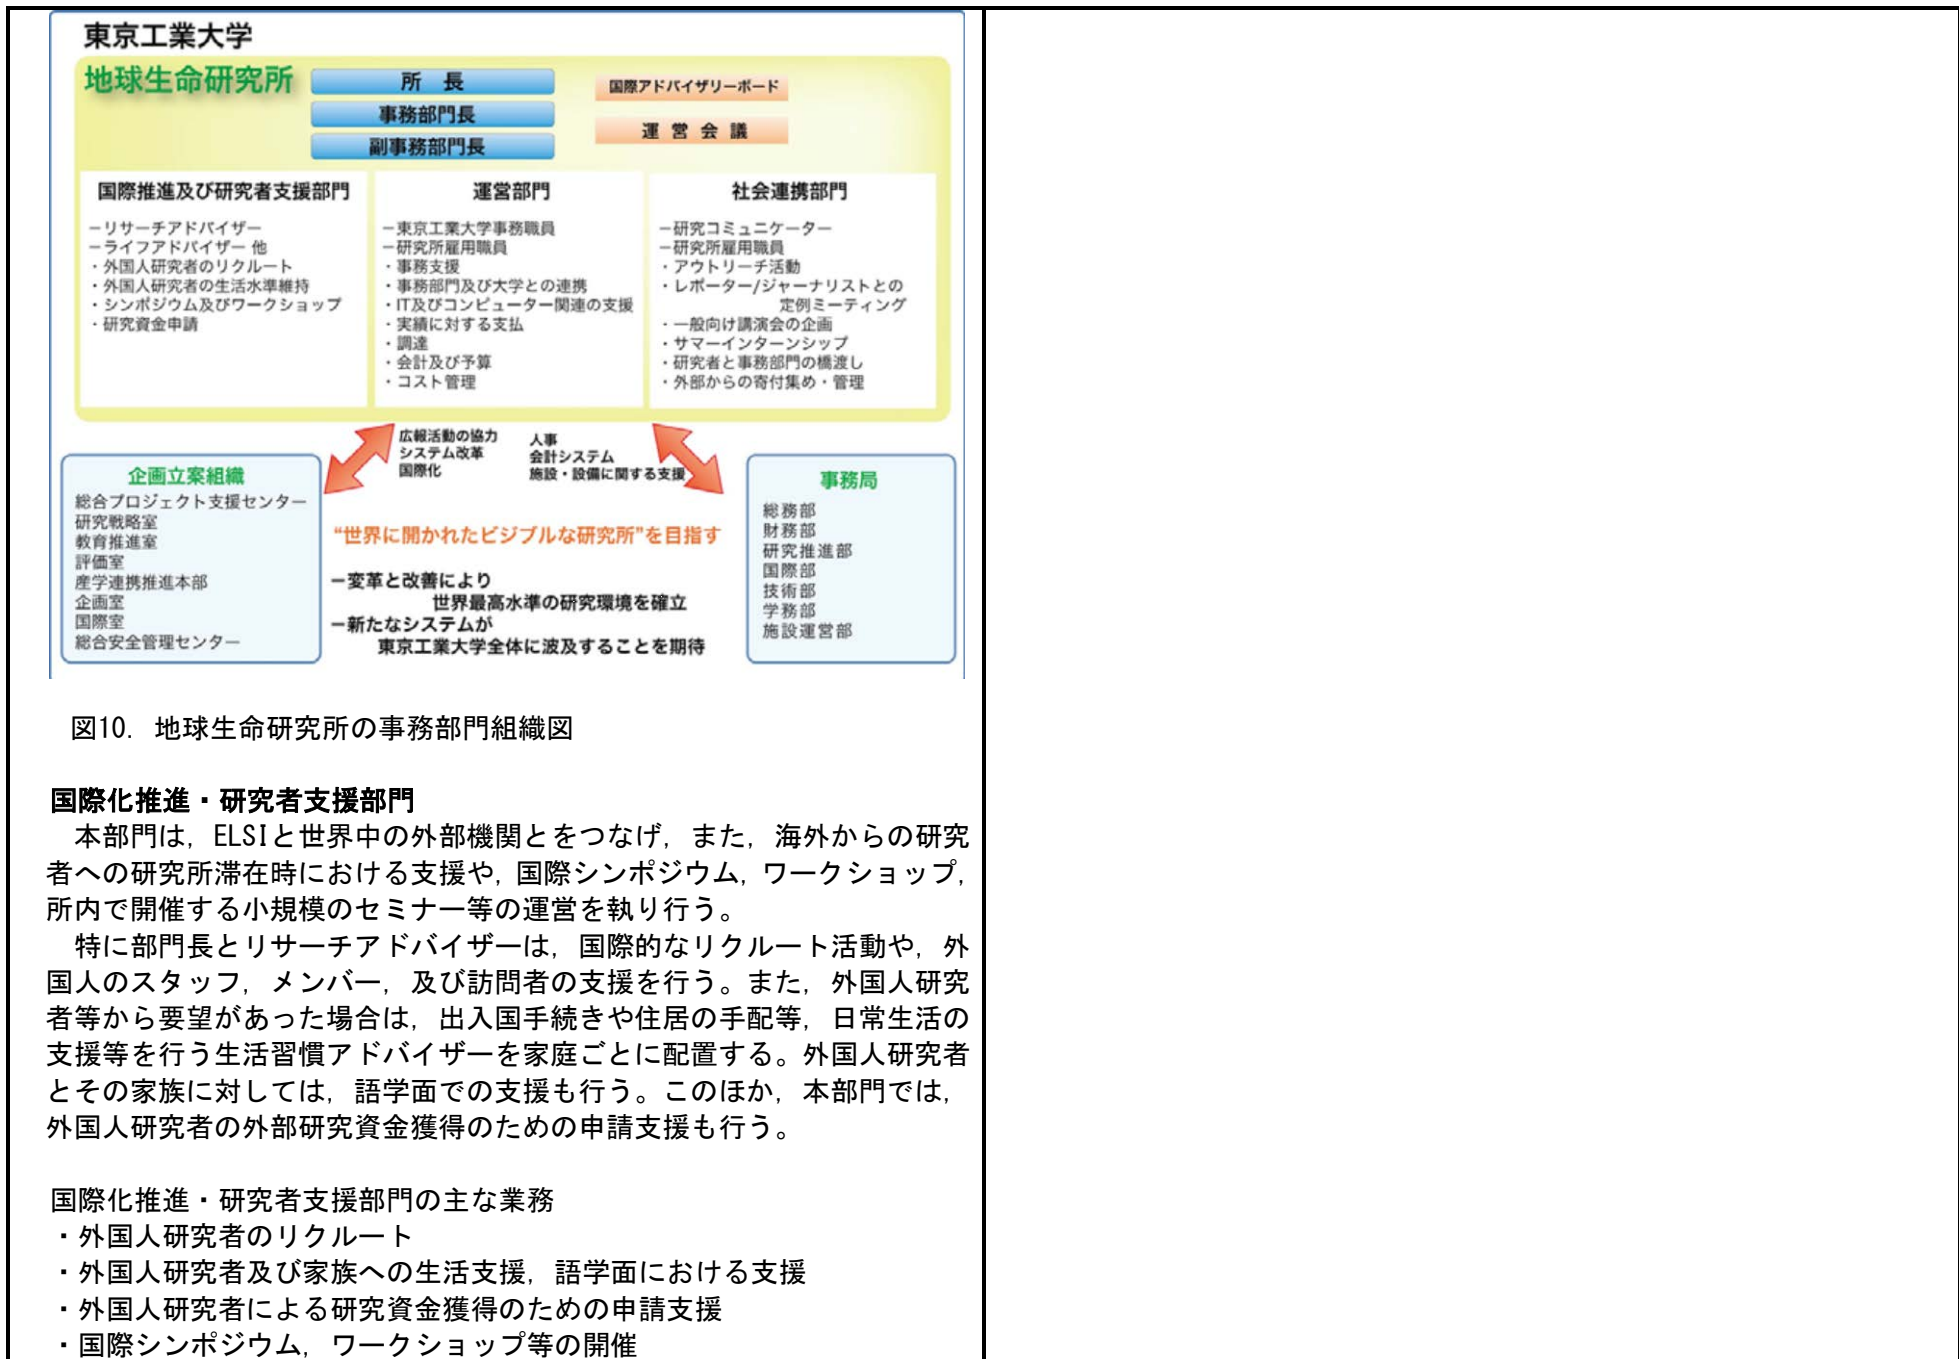 東京工業大学
地球生命研究所
所 長
事務部門長
副事務部門長
国際アドバイザリーボード
運 営 会 議
国際推進及び研究者支援部門
－リサーチアドバイザー
－ライフアドバイザー 他
・外国人研究者のリクルート
・外国人研究者の生活水準維持
・シンポジウム及びワークショップ
・研究資金申請
運営部門
－東京工業大学事務職員
－研究所雇用職員
・事務支援
・事務部門及び大学との連携
・IT及びコンピューター関連の支援
・実績に対する支払
・調達
・会計及び予算
・コスト管理
社会連携部門
－研究コミュニケーター
－研究所雇用職員
・アウトリーチ活動
・レポーター/ジャーナリストとの
定例ミーティング
・一般向け講演会の企画
・サマーインターンシップ
・研究者と事務部門の橋渡し
・外部からの寄付集め・管理
広報活動の協力
システム改革
国際化
人事
会計システム
施設・設備に関する支援
企画立案組織
総合プロジェクト支援センター
研究戦略室
教育推進室
評価室
産学連携推進本部
企画室
国際室
総合安全管理センター
“世界に開かれたビジブルな研究所”を目指す
－変革と改善により
世界最高水準の研究環境を確立
－新たなシステムが
東京工業大学全体に波及することを期待
事務局
総務部
財務部
研究推進部
国際部
技術部
学務部
施設運営部
図10. 地球生命研究所の事務部門組織図
国際化推進・研究者支援部門
本部門は，ELSIと世界中の外部機関とをつなげ，また，海外からの研究
者への研究所滞在時における支援や，国際シンポジウム，ワークショップ，
所内で開催する小規模のセミナー等の運営を執り行う。
特に部門長とリサーチアドバイザーは，国際的なリクルート活動や，外
国人のスタッフ，メンバー，及び訪問者の支援を行う。また，外国人研究
者等から要望があった場合は，出入国手続きや住居の手配等，日常生活の
支援等を行う生活習慣アドバイザーを家庭ごとに配置する。外国人研究者
とその家族に対しては，語学面での支援も行う。このほか，本部門では，
外国人研究者の外部研究資金獲得のための申請支援も行う。
国際化推進・研究者支援部門の主な業務
・外国人研究者のリクルート
・外国人研究者及び家族への生活支援，語学面における支援
・外国人研究者による研究資金獲得のための申請支援
・国際シンポジウム，ワークショップ等の開催